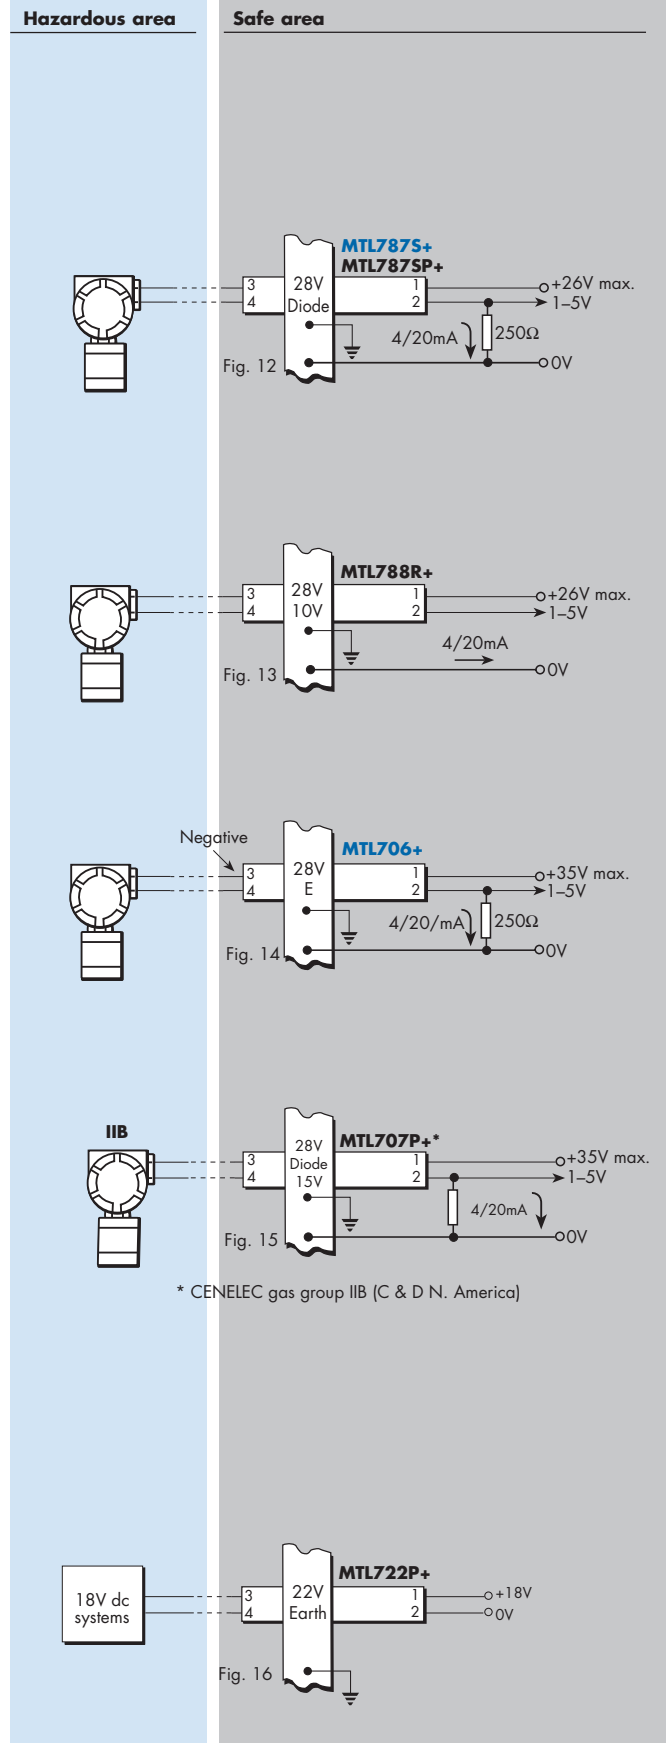 Hazardous area
Safe area
MTL787S+
MTL787SP+
3
4
28V
Diode
1
2
+26V max.
1–5V
4/20mA
250Ω
0V
Fig. 12
MTL788R+
3
4
28V
10V
1
2
+26V max.
1–5V
4/20mA
0V
Fig. 13
Negative
MTL706+
3
4
28V
E
1
2
+35V max.
1–5V
4/20/mA
250Ω
0V
Fig. 14
IIB
MTL707P+*
3
4
28V
Diode
15V
1
2
+35V max.
1–5V
4/20mA
0V
Fig. 15
* CENELEC gas group IIB (C & D N. America)
MTL722P+
18V dc
systems
3
4
22V
Earth
1
2
+18V
0V
Fig. 16